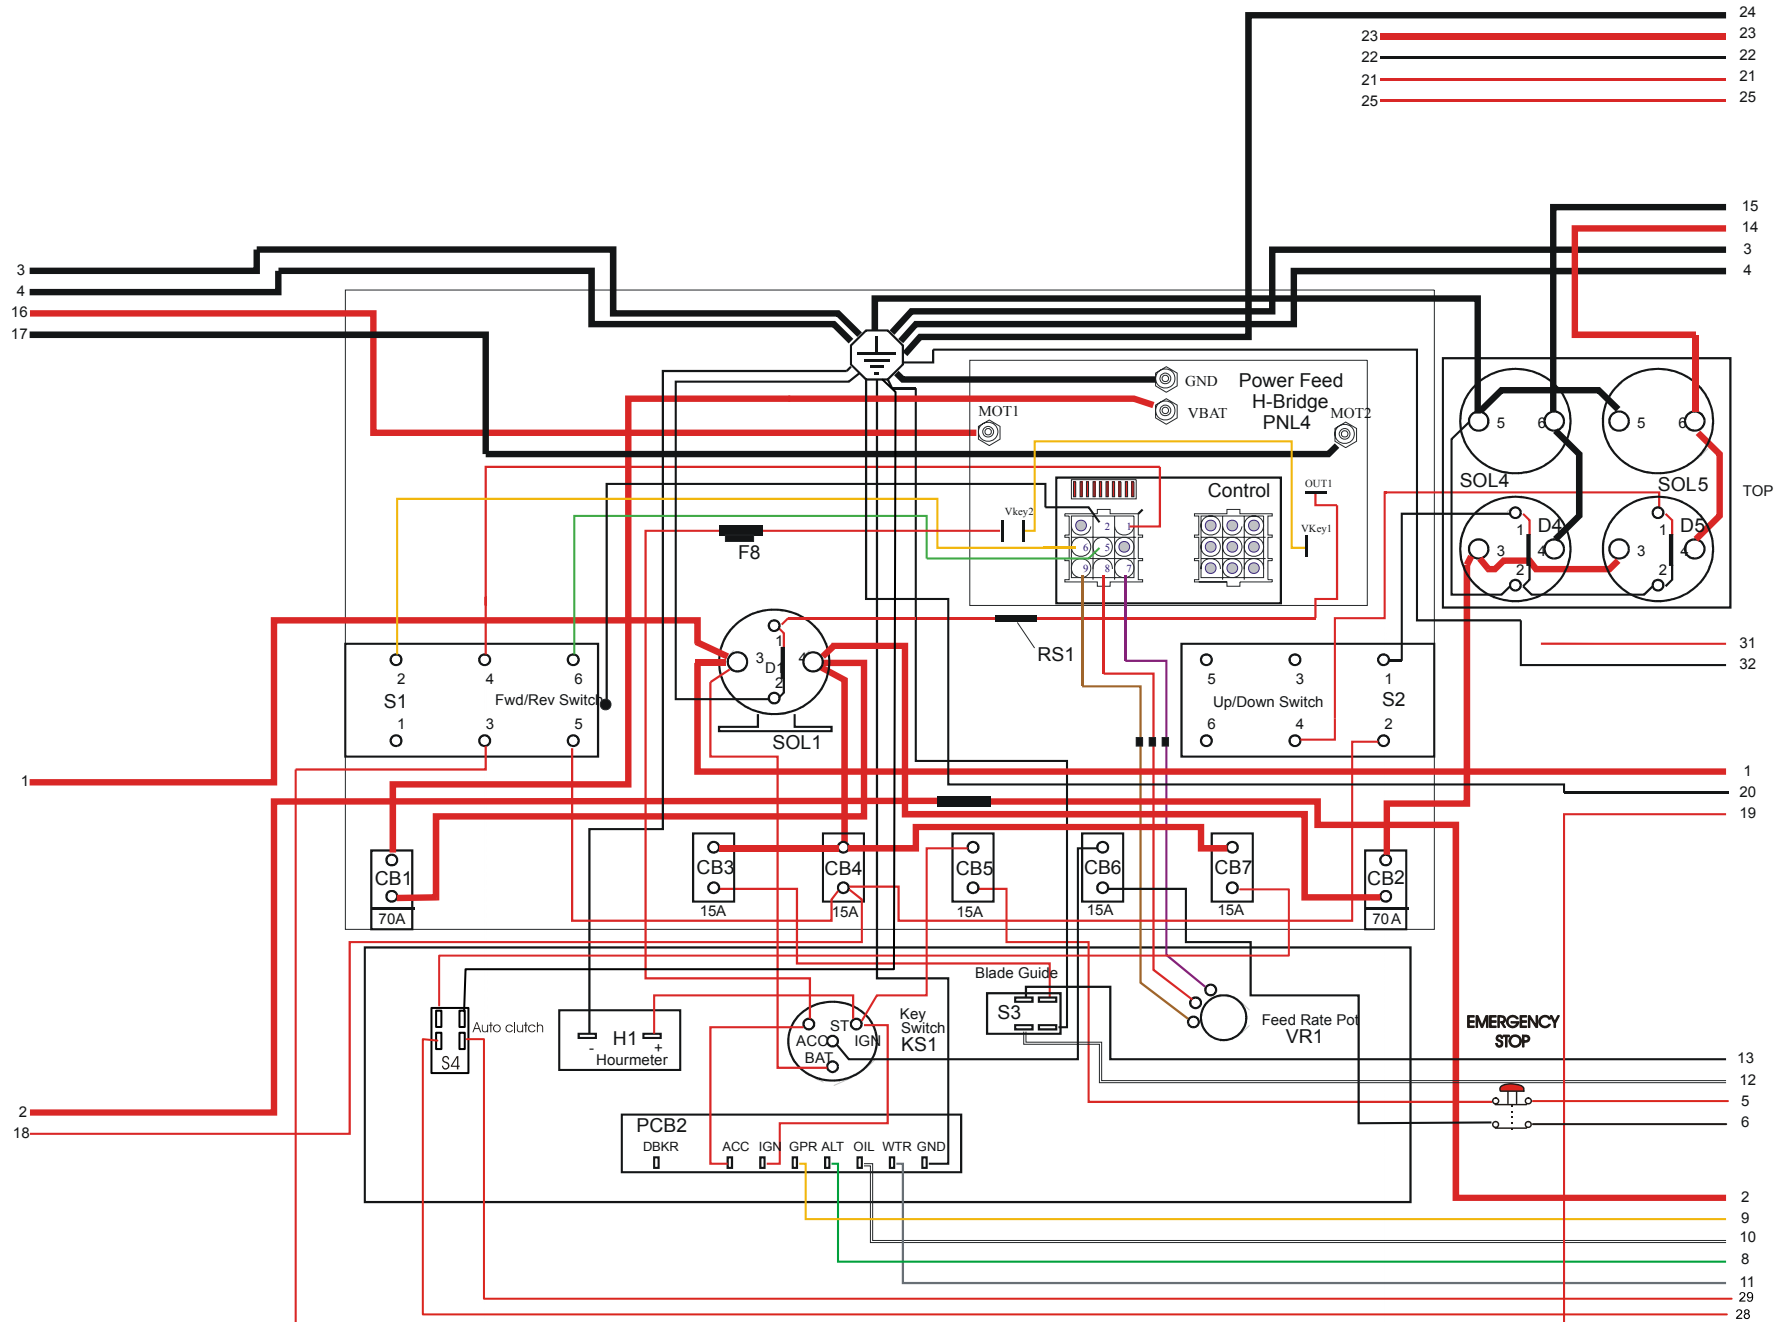 24
23 23
22 22
21 21
25 25
15
14
3 3
4 4
16
17
GND
VBAT
MOT1
Power Feed
H-Bridge
PNL4
MOT2
5 6 5 6
SOL4 SOL5
TOP
Control
OUT1
Vkey2
VKey1
F8
2 1
6 5
9 8 7
1 D4 1 D5
3 4 3 4
2 2
RS1
1
3 D1 4
2
SOL1
2 4 6
S1 Fwd/Rev Switch
1 3 5
5 3 1
Up/Down Switch S2
6 4 2
31
32
1 1
20
19
CB1
70A
CB3
15A
CB4
15A
CB5
15A
CB6
15A
CB7
15A
CB2
70 A
Blade Guide
S3
Auto clutch
S4
H1
- +
Hourmeter
ST
ACC IGN
BAT
Key
Switch
KS1
Feed Rate Pot
VR1
EMERGENCY
STOP
13
12
5
6
2
18
PCB2
DBKR ACC IGN GPR ALT OIL WTR GND
2
9
10
8
11
29
28